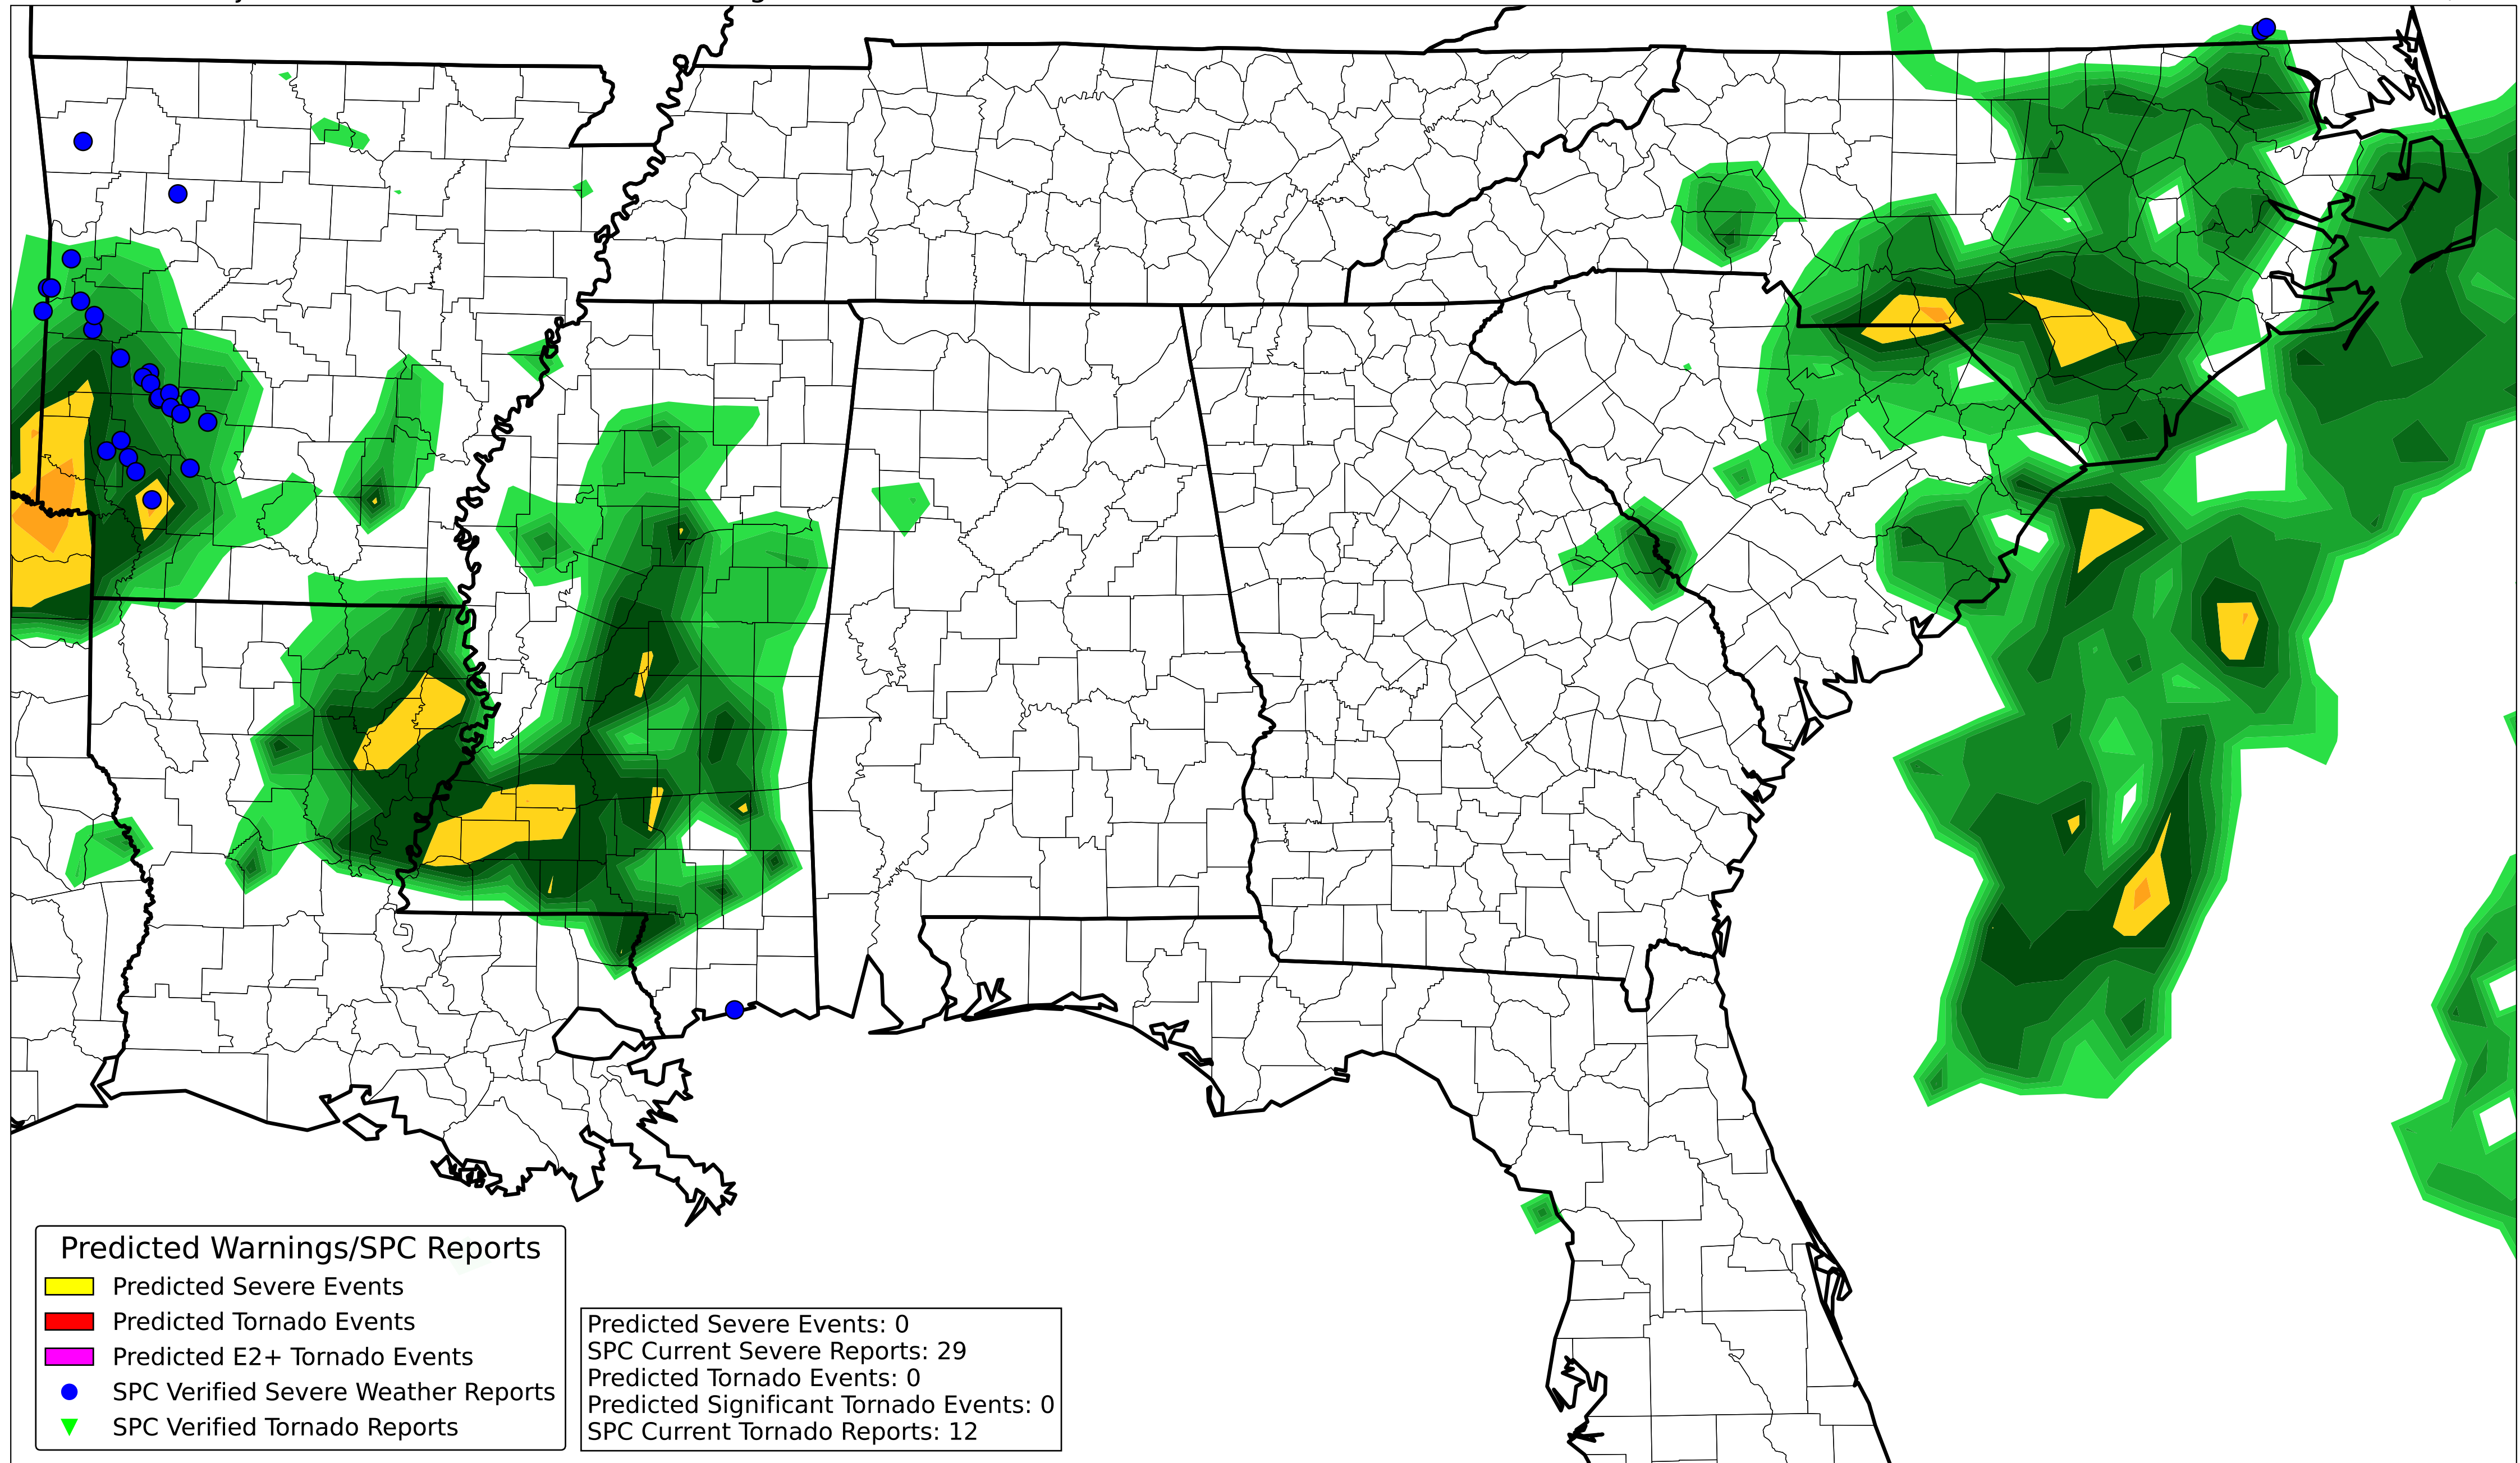 Predicted Warnings/SPC Reports
Predicted Severe Events
Predicted Tornado Events
Predicted E2+ Tornado Events
SPC Verified Severe Weather Reports
SPC Verified Tornado Reports
Predicted Severe Events: 0
SPC Current Severe Reports: 29
Predicted Tornado Events: 0
Predicted Significant Tornado Events: 0
SPC Current Tornado Reports: 12